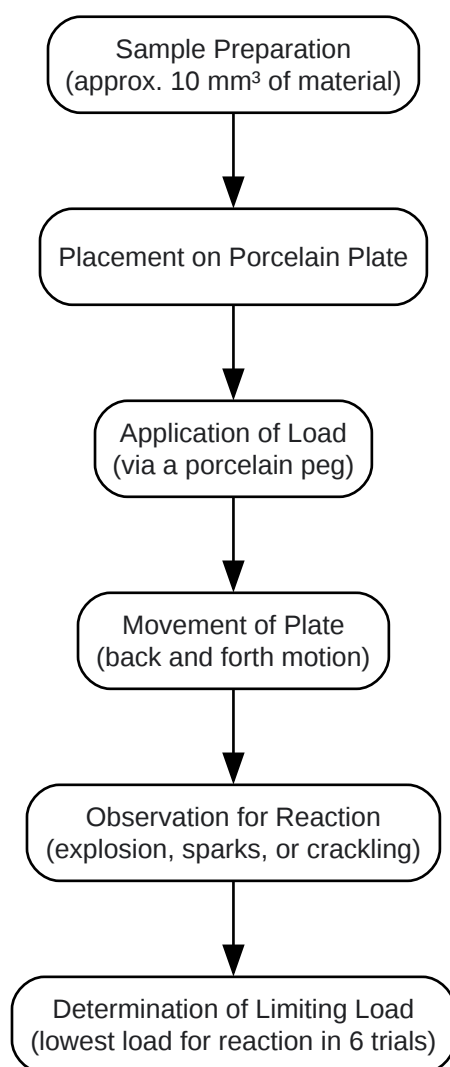 Sample Preparation
(approx. 10 mm³ of material)
Placement on Porcelain Plate
Application of Load
(via a porcelain peg)
Movement of Plate
(back and forth motion)
Observation for Reaction
(explosion, sparks, or crackling)
Determination of Limiting Load
(lowest load for reaction in 6 trials)